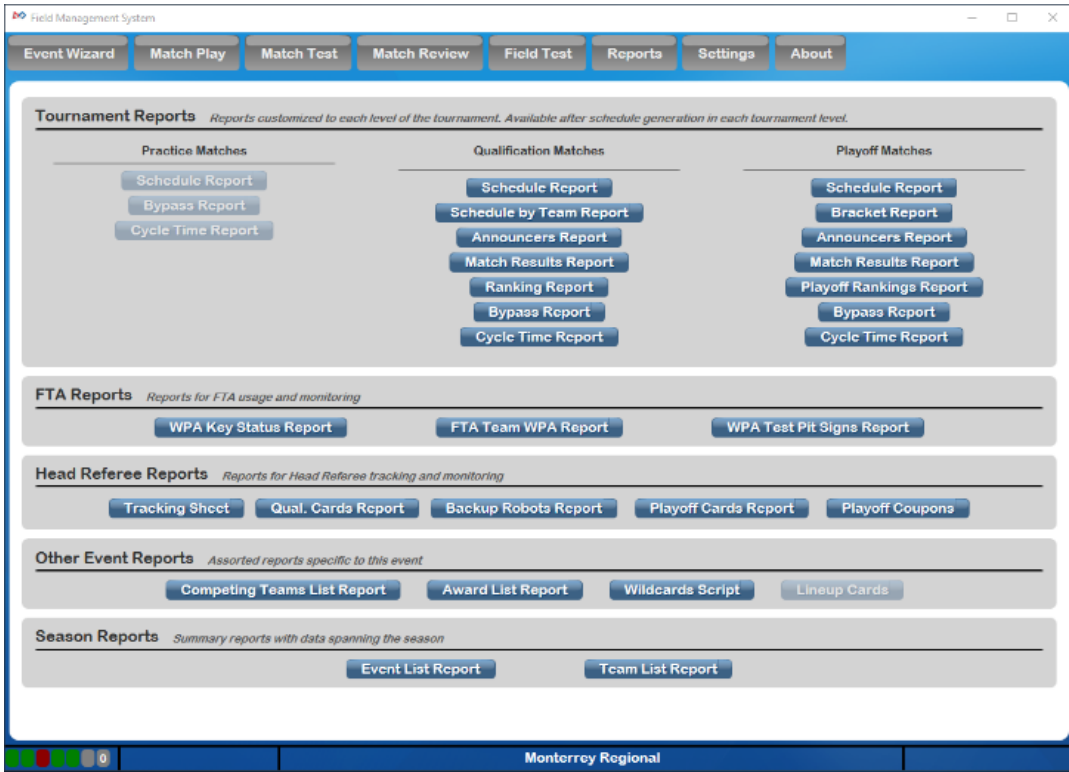 Field Management System
Event Wizard Match Play Match Test Match Review Field Test Reports Settings About
Tournament Reports Reports customized to each level of the tournament. Available after schedule generation in each tournament level.
Practice Matches Qualification Matches Playoff Matches
Schedule Report Schedule Report Schedule Report
Bypass Report Schedule by Team Report Bracket Report
Cycle Time Report Announcers Report Announcers Report
Match Results Report Match Results Report
Ranking Report Playoff Rankings Report
Bypass Report Bypass Report
Cycle Time Report Cycle Time Report
FTA Reports Reports for FTA usage and monitoring
WPA Key Status Report FTA Team WPA Report WPA Test Pit Signs Report
Head Referee Reports Reports for Head Referee tracking and monitoring
Tracking Sheet Qual. Cards Report Backup Robots Report Playoff Cards Report Playoff Coupons
Other Event Reports Assorted reports specific to this event
Competing Teams List Report Award List Report Wildcards Script Lineup Cards
Season Reports Summary reports with data spanning the season
Event List Report Team List Report
0 Monterrey Regional